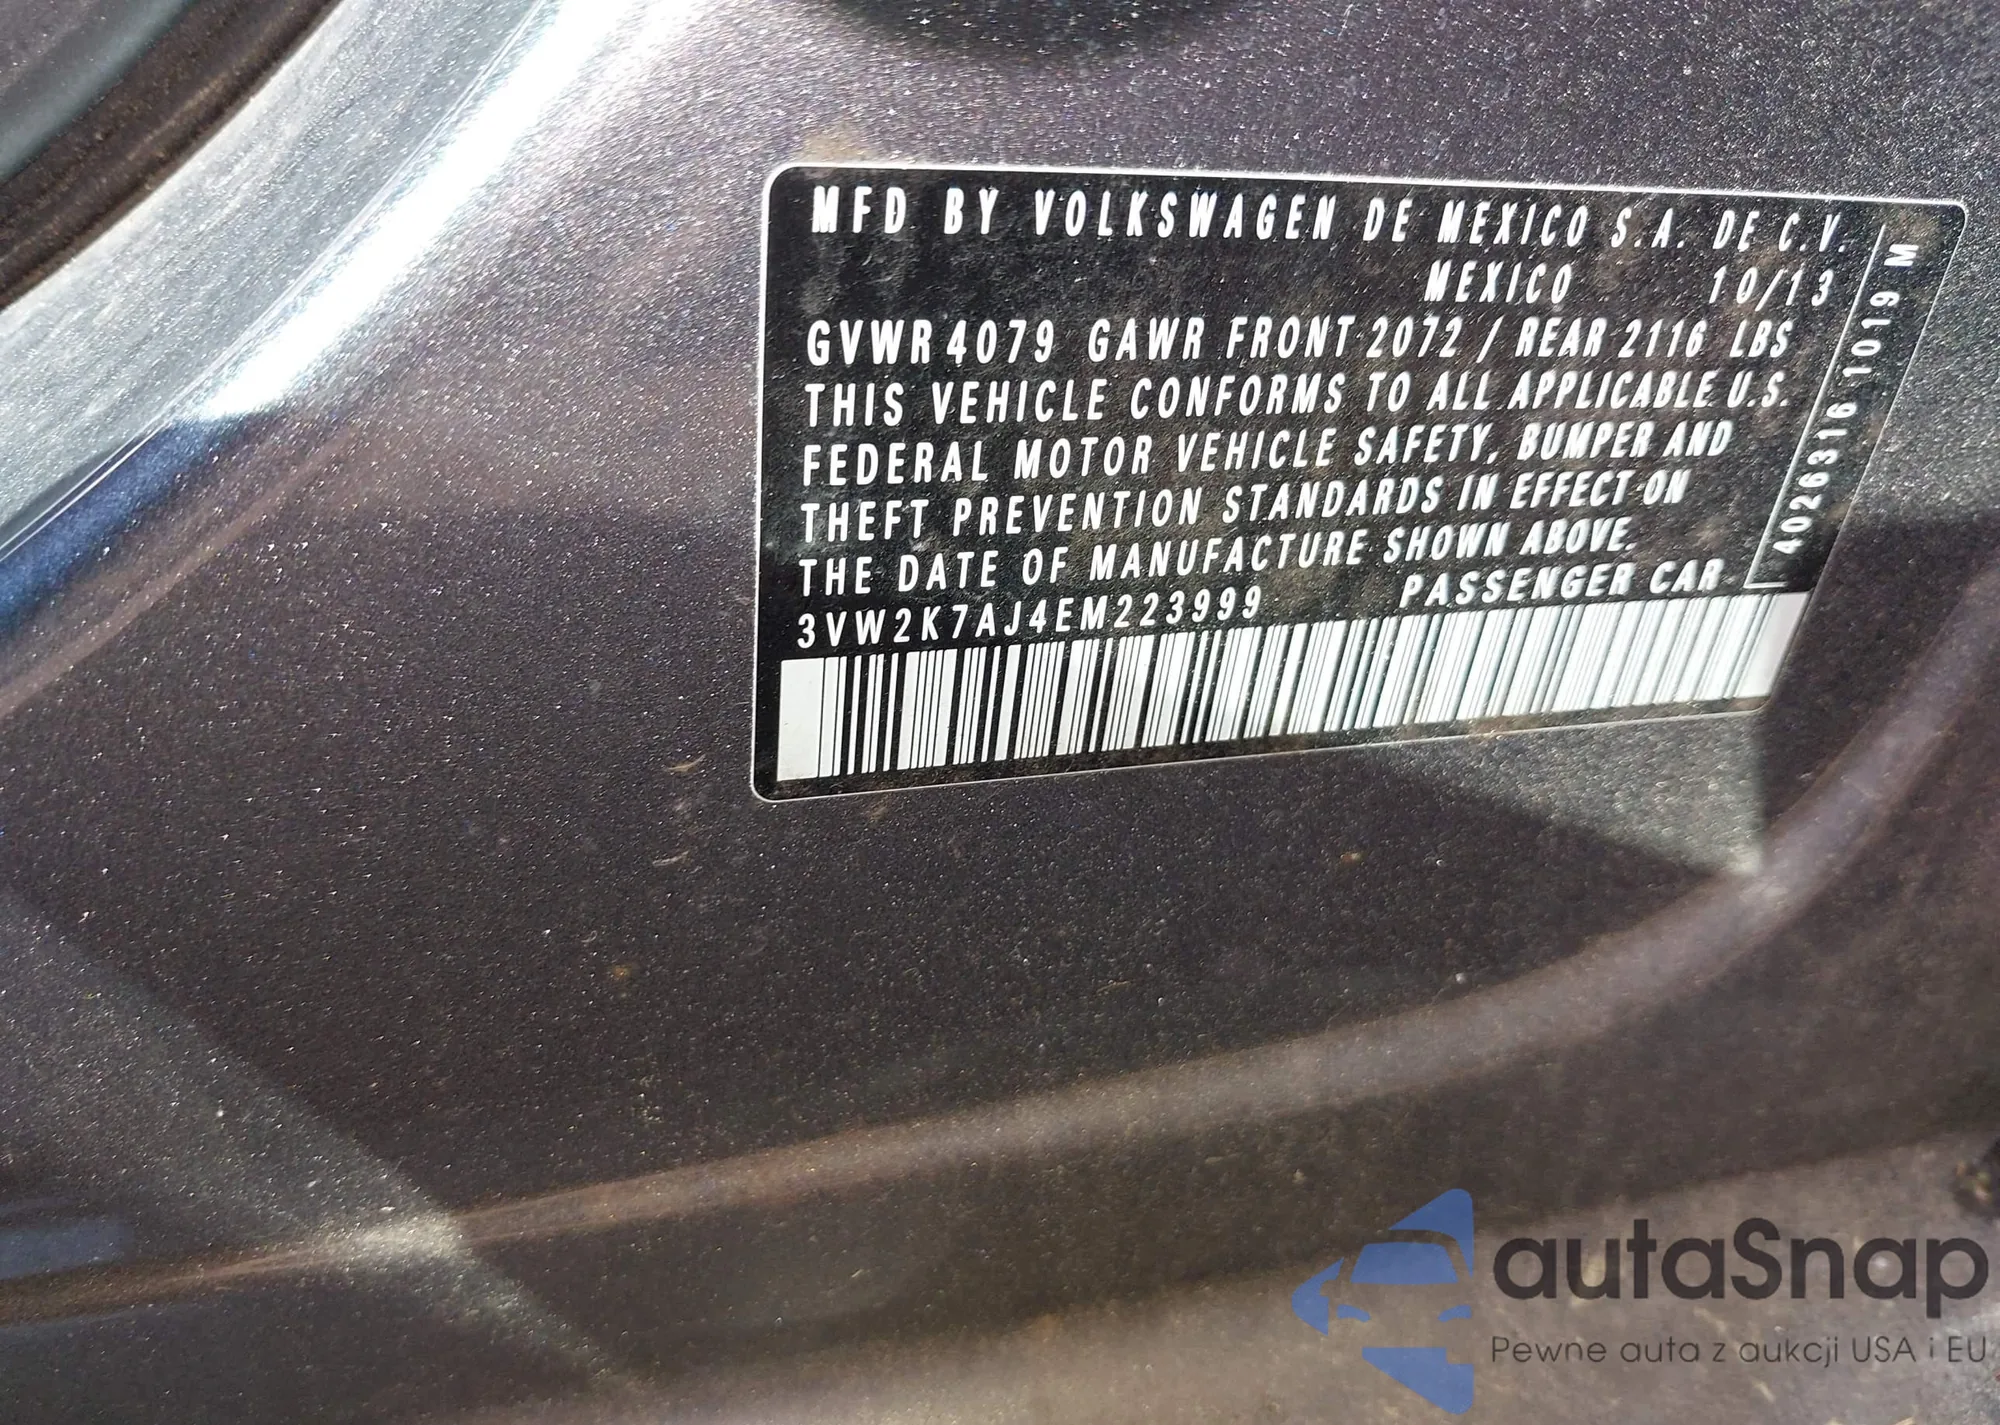 MFD BY VOLKSWAGEN DE MEXICO S.A. DE C.V.
MEXICO 10/13
GVWR 4079 GAWR FRONT 2072 / REAR 2116 LBS
THIS VEHICLE CONFORMS TO ALL APPLICABLE U.S.
FEDERAL MOTOR VEHICLE SAFETY, BUMPER AND
THEFT PREVENTION STANDARDS IN EFFECT ON
THE DATE OF MANUFACTURE SHOWN ABOVE.
3VW2K7AJ4EM223999 PASSENGER CAR
4026316 1019 M
autaSnap
Pewne auta z aukcji USA i EU